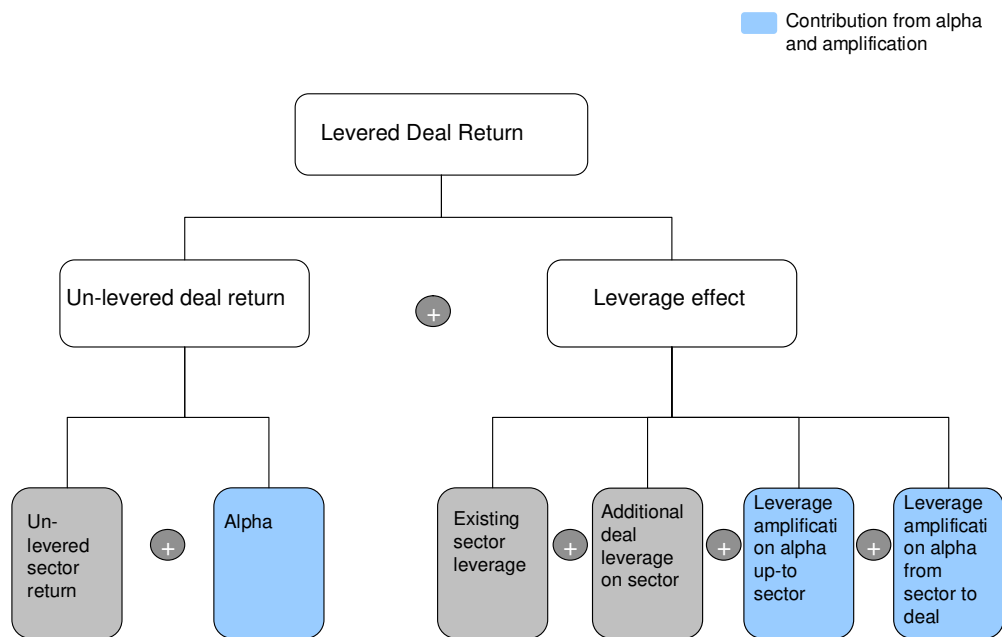 Contribution from alpha
and amplification
Levered Deal Return
Un-levered deal return
+
Leverage effect
Un-
levered
sector
return
+
Alpha
Existing
sector
leverage
+
Additional
deal
leverage
on sector
+
Leverage
amplificati
on alpha
up-to
sector
+
Leverage
amplificati
on alpha
from
sector to
deal